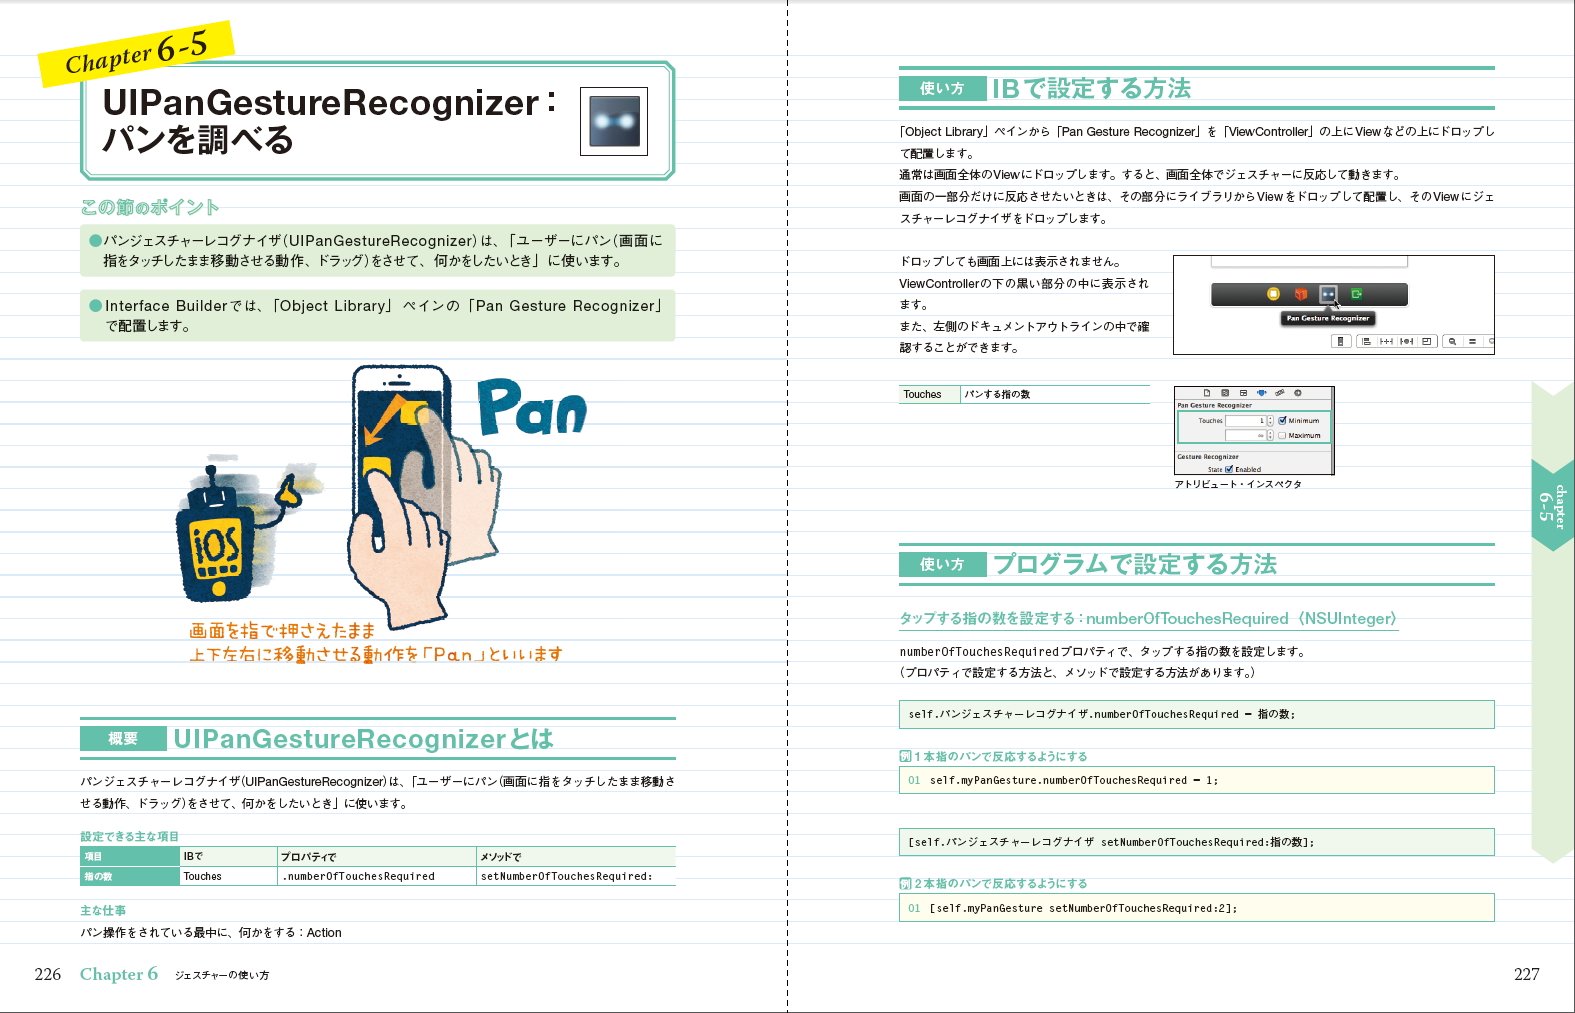 Chapter 6-5
UIPanGestureRecognizer：
パンを調べる
この節のポイント
●パンジェスチャーレコグナイザ（UIPanGestureRecognizer）は、「ユーザーにパン（画面に
指をタッチしたまま移動させる動作、ドラッグ）をさせて、何かをしたいとき」に使います。
●Interface Builderでは、「Object Library」ペインの「Pan Gesture Recognizer」
で配置します。
Pan
iOS
画面を指で押さえたまま
上下左右に移動させる動作を「Pan」といいます
概要 UIPanGestureRecognizerとは
パンジェスチャーレコグナイザ（UIPanGestureRecognizer）は、「ユーザーにパン（画面に指をタッチしたまま移動さ
せる動作、ドラッグ）をさせて、何かをしたいとき」に使います。
設定できる主な項目
項目 IBで プロパティで メソッドで
指の数 Touches .numberOfTouchesRequired setNumberOfTouchesRequired:
主な仕事
パン操作をされている最中に、何かをする：Action
226 Chapter 6 ジェスチャーの使い方
使い方 IBで設定する方法
「Object Library」ペインから「Pan Gesture Recognizer」を「ViewController」の上にViewなどの上にドロップし
て配置します。
通常は画面全体のViewにドロップします。すると、画面全体でジェスチャーに反応して動きます。
画面の一部分だけに反応させたいときは、その部分にライブラリからViewをドロップして配置し、そのViewにジェ
スチャーレコグナイザをドロップします。
ドロップしても画面上には表示されません。
ViewControllerの下の黒い部分の中に表示され
ます。
また、左側のドキュメントアウトラインの中で確
認することができます。
Pan Gesture Recognizer
Touches パンする指の数
Pan Gesture Recognizer
Touches 1 Minimum
∞ Maximum
Gesture Recognizer
State Enabled
アトリビュート・インスペクタ
chapter
6-5
使い方 プログラムで設定する方法
タップする指の数を設定する：numberOfTouchesRequired〈NSUInteger〉
numberOfTouchesRequiredプロパティで、タップする指の数を設定します。
（プロパティで設定する方法と、メソッドで設定する方法があります。）
self.パンジェスチャーレコグナイザ.numberOfTouchesRequired = 指の数;
例 1本指のパンで反応するようにする
01 self.myPanGesture.numberOfTouchesRequired = 1;
[self.パンジェスチャーレコグナイザ setNumberOfTouchesRequired:指の数];
例 2本指のパンで反応するようにする
01 [self.myPanGesture setNumberOfTouchesRequired:2];
227